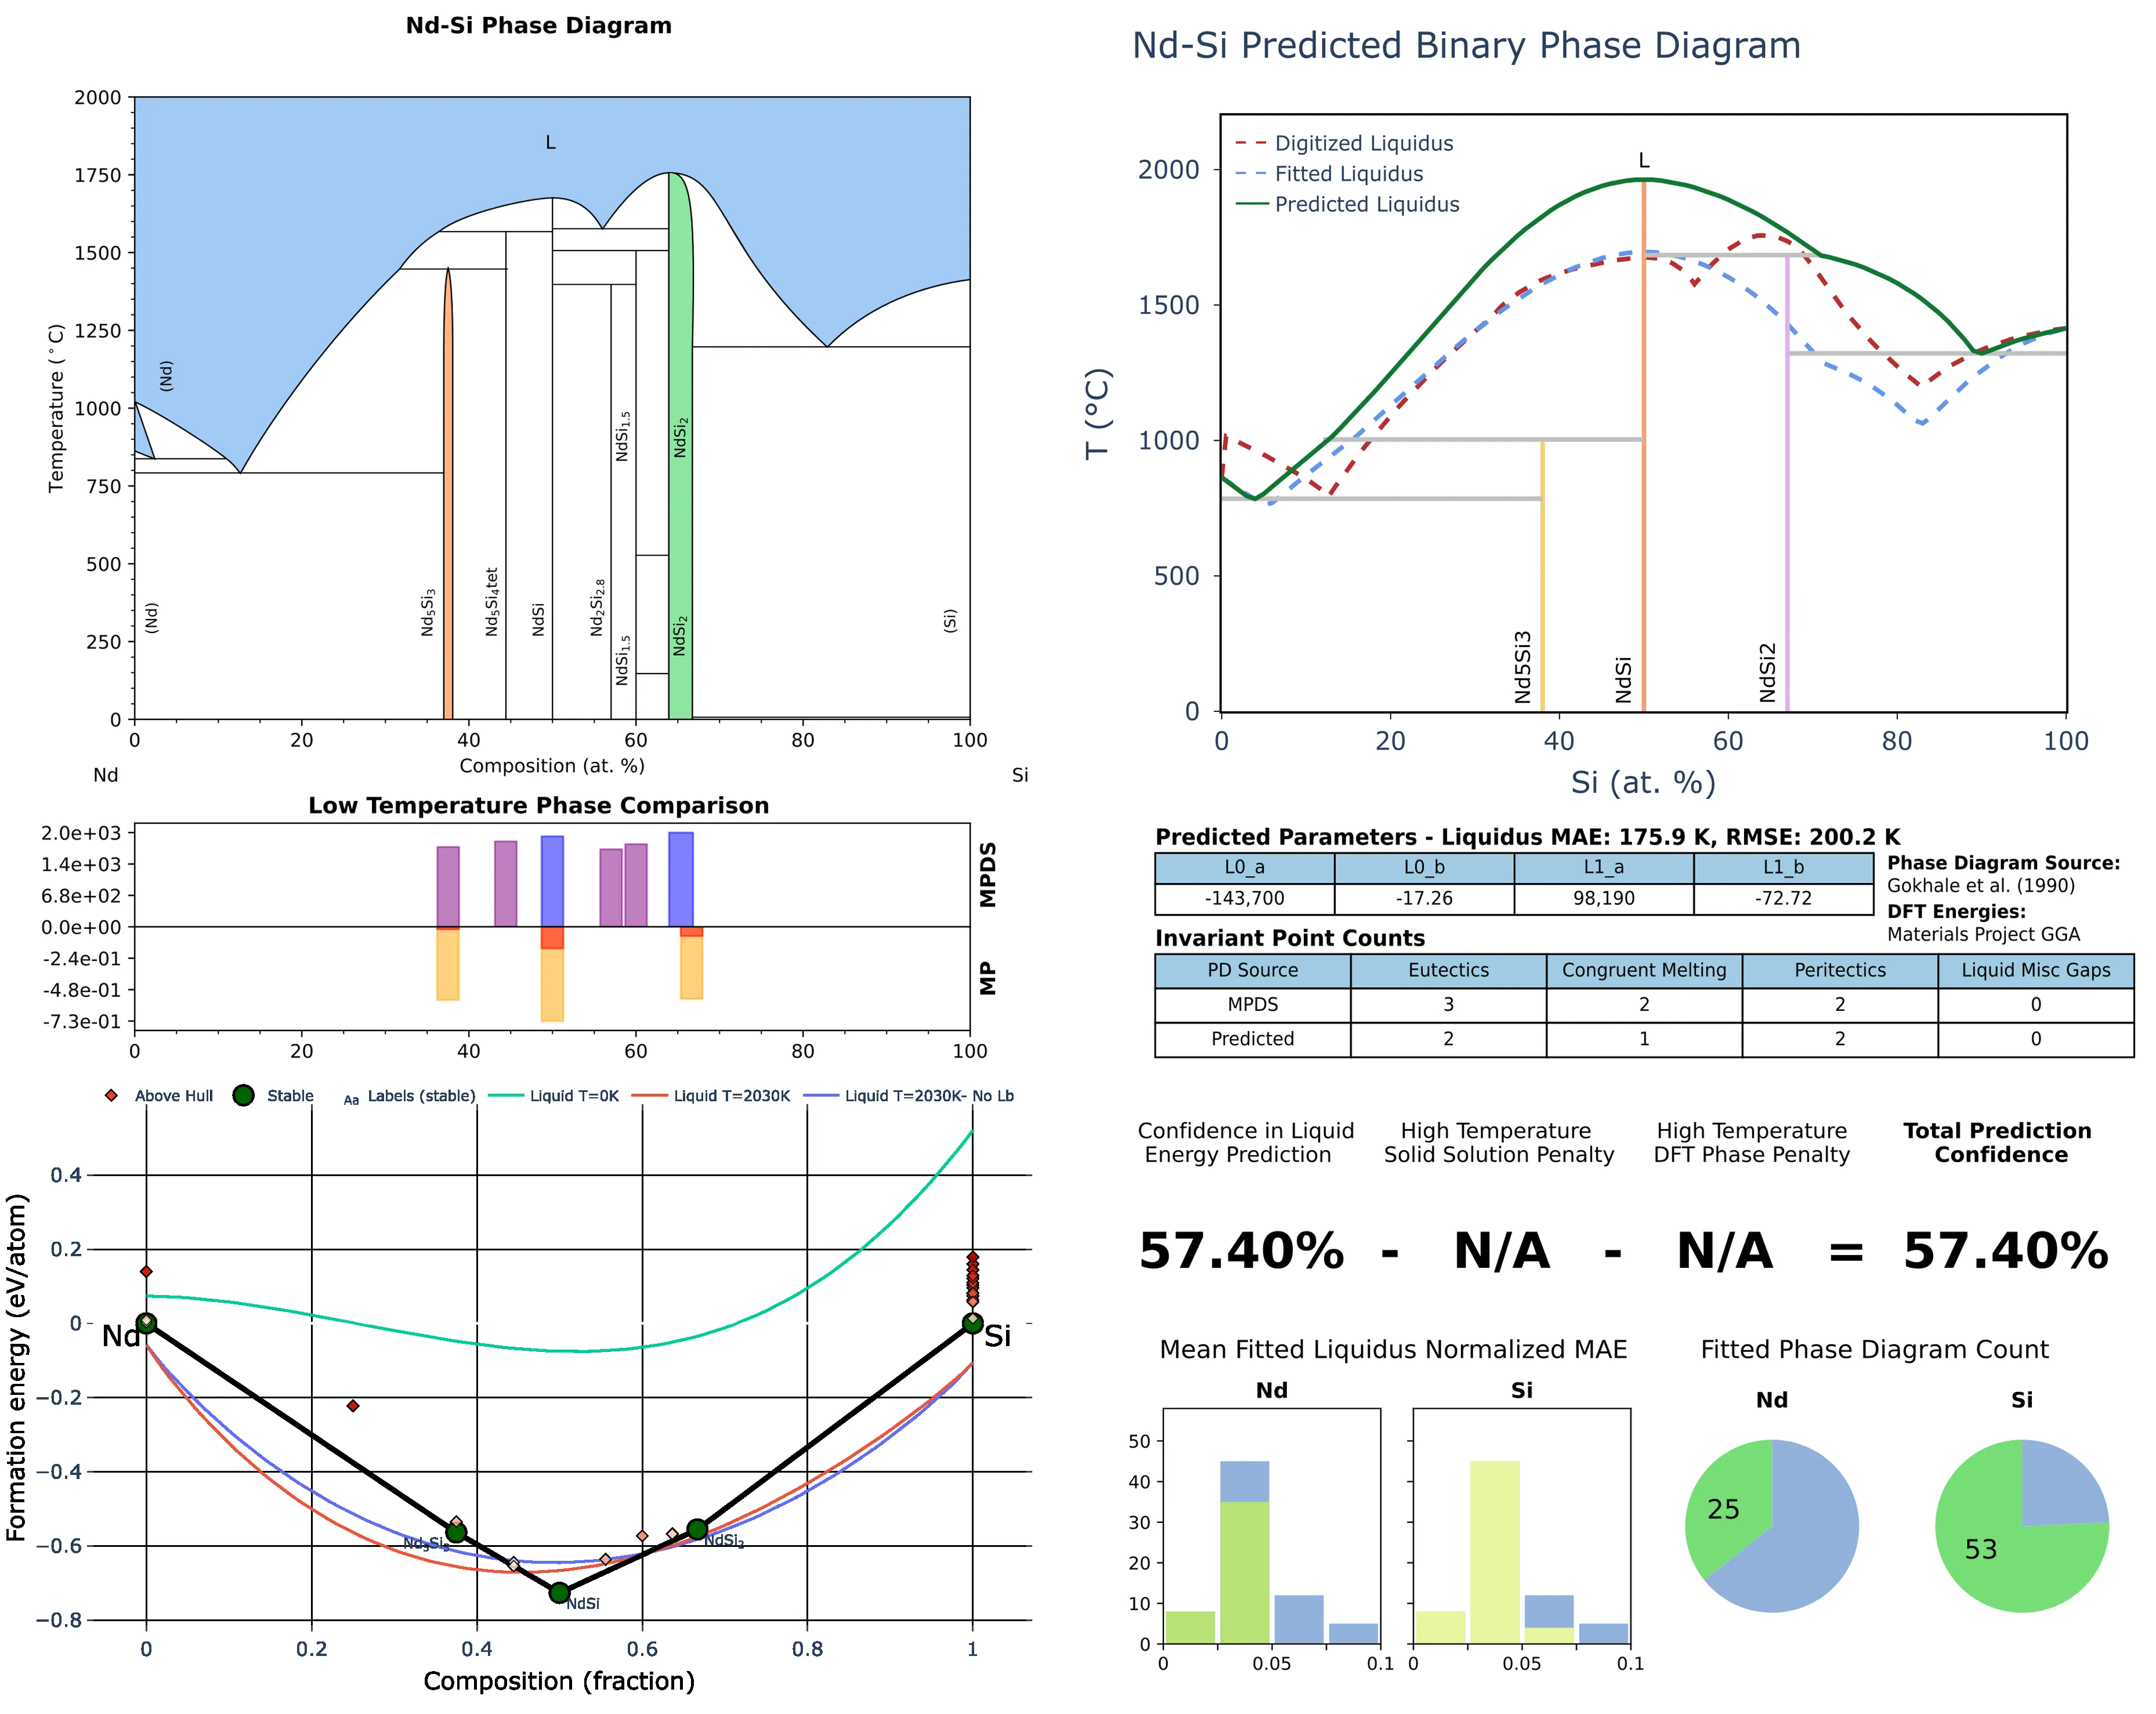 Nd-Si Phase Diagram
2000
1750
1500
1250
1000
750
500
250
0
Temperature (°C)
L
(Nd)
(Nd)
Nd5Si3
Nd5Si4tet
NdSi
Nd2Si2.8
NdSi1.5
NdSi1.5
NdSi2
NdSi2
(Si)
0 20 40 60 80 100
Composition (at. %)
Nd Si
Low Temperature Phase Comparison
2.0e+03
1.4e+03
6.8e+02
0.0e+00
-2.4e-01
-4.8e-01
-7.3e-01
MPDS
MP
0 20 40 60 80 100
Above Hull Stable Aa Labels (stable) Liquid T=0K Liquid T=2030K Liquid T=2030K- No Lb
0.4
0.2
0
−0.2
−0.4
−0.6
−0.8
Formation energy (eV/atom)
Nd
Si
Nd5Si3
NdSi
NdSi2
0 0.2 0.4 0.6 0.8 1
Composition (fraction)
Nd-Si Predicted Binary Phase Diagram
Digitized Liquidus
Fitted Liquidus
Predicted Liquidus
L
2000
1500
1000
500
0
T (°C)
Nd5Si3
NdSi
NdSi2
0 20 40 60 80 100
Si (at. %)
Predicted Parameters - Liquidus MAE: 175.9 K, RMSE: 200.2 K
L0_a L0_b L1_a L1_b
-143,700 -17.26 98,190 -72.72
Phase Diagram Source:
Gokhale et al. (1990)
DFT Energies:
Materials Project GGA
Invariant Point Counts
PD Source Eutectics Congruent Melting Peritectics Liquid Misc Gaps
MPDS 3 2 2 0
Predicted 2 1 2 0
Confidence in Liquid
Energy Prediction
High Temperature
Solid Solution Penalty
High Temperature
DFT Phase Penalty
Total Prediction
Confidence
57.40% - N/A - N/A = 57.40%
Mean Fitted Liquidus Normalized MAE
Nd
Si
50
40
30
20
10
0
0 0.05 0.1
0 0.05 0.1
Fitted Phase Diagram Count
Nd
Si
25
53